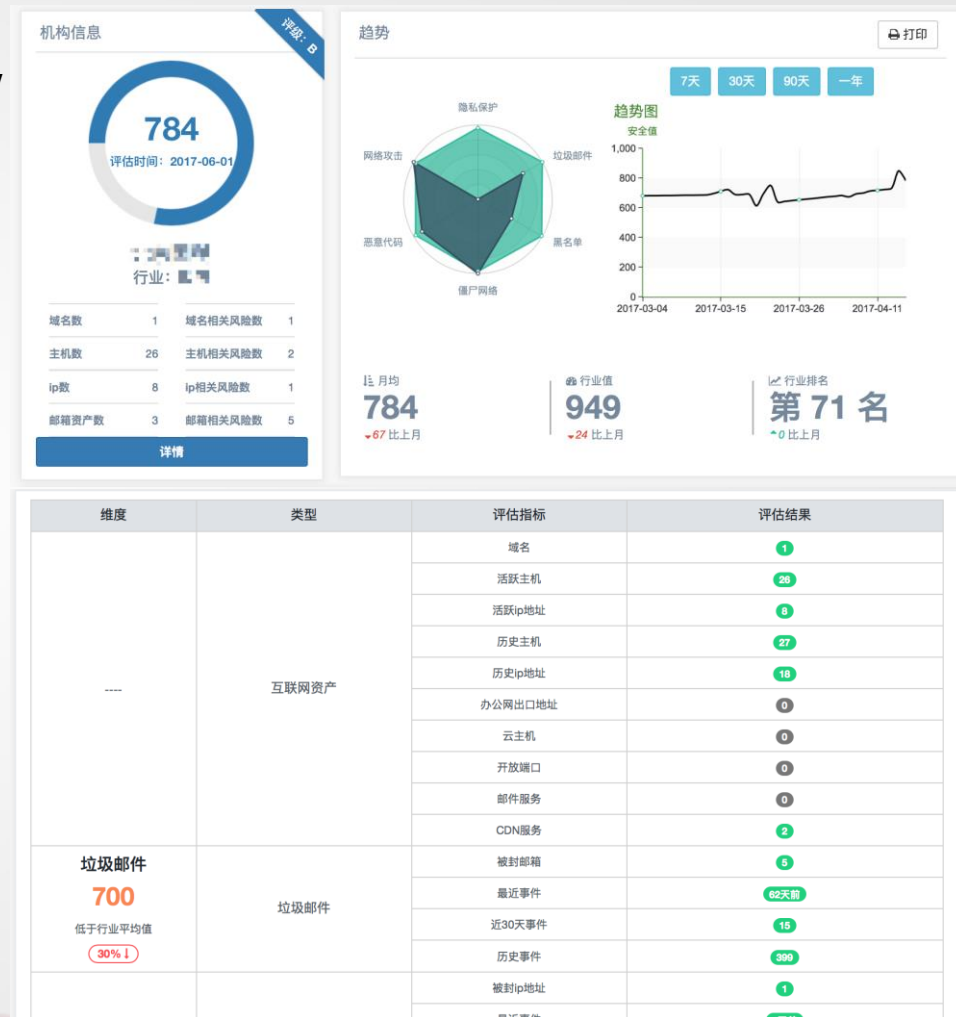 机构信息
评级: B
784
评估时间: 2017-06-01
行业:
域名数 1 域名相关风险数 1
主机数 26 主机相关风险数 2
ip数 8 ip相关风险数 1
邮箱资产数 3 邮箱相关风险数 5
详情
趋势
打印
7天 30天 90天 一年
隐私保护
网络攻击
垃圾邮件
恶意代码
黑名单
僵尸网络
趋势图
安全值
1,000
800
600
400
200
0
2017-03-04 2017-03-15 2017-03-26 2017-04-11
月均
784
67 比上月
行业值
949
24 比上月
行业排名
第 71 名
0 比上月
维度 类型 评估指标 评估结果
---- 互联网资产
域名 1
活跃主机 26
活跃ip地址 8
历史主机 27
历史ip地址 18
办公网出口地址 0
云主机 0
开放端口 0
邮件服务 0
CDN服务 2
垃圾邮件
700
低于行业平均值
30%↓
垃圾邮件
被封邮箱 5
最近事件 62天前
近30天事件 15
历史事件 399
被封ip地址 1